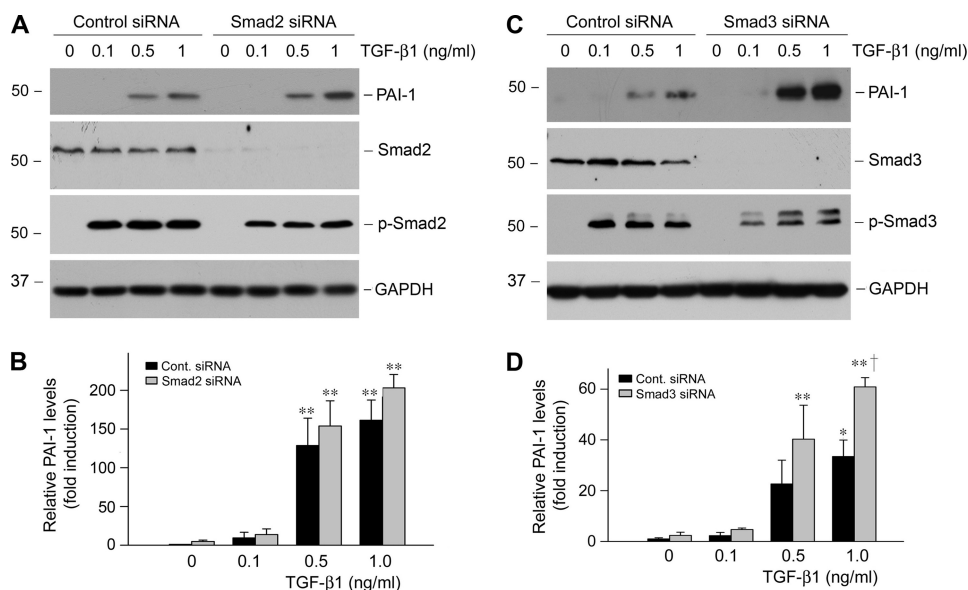 A
Control siRNA Smad2 siRNA
0 0.1 0.5 1 0 0.1 0.5 1 TGF-β1 (ng/ml)
50 – – PAI-1
50 – – Smad2
50 – – p-Smad2
37 – – GAPDH
C
Control siRNA Smad3 siRNA
0 0.1 0.5 1 0 0.1 0.5 1 TGF-β1 (ng/ml)
50 – – PAI-1
50 – – Smad3
50 – – p-Smad3
37 – – GAPDH
B
Relative PAI-1 levels
(fold induction)
200
150
100
50
0
Cont. siRNA
Smad2 siRNA
** ** ** **
0 0.1 0.5 1.0
TGF-β1 (ng/ml)
D
Relative PAI-1 levels
(fold induction)
60
40
20
0
Cont. siRNA
Smad3 siRNA
** * ** †
0 0.1 0.5 1.0
TGF-β1 (ng/ml)